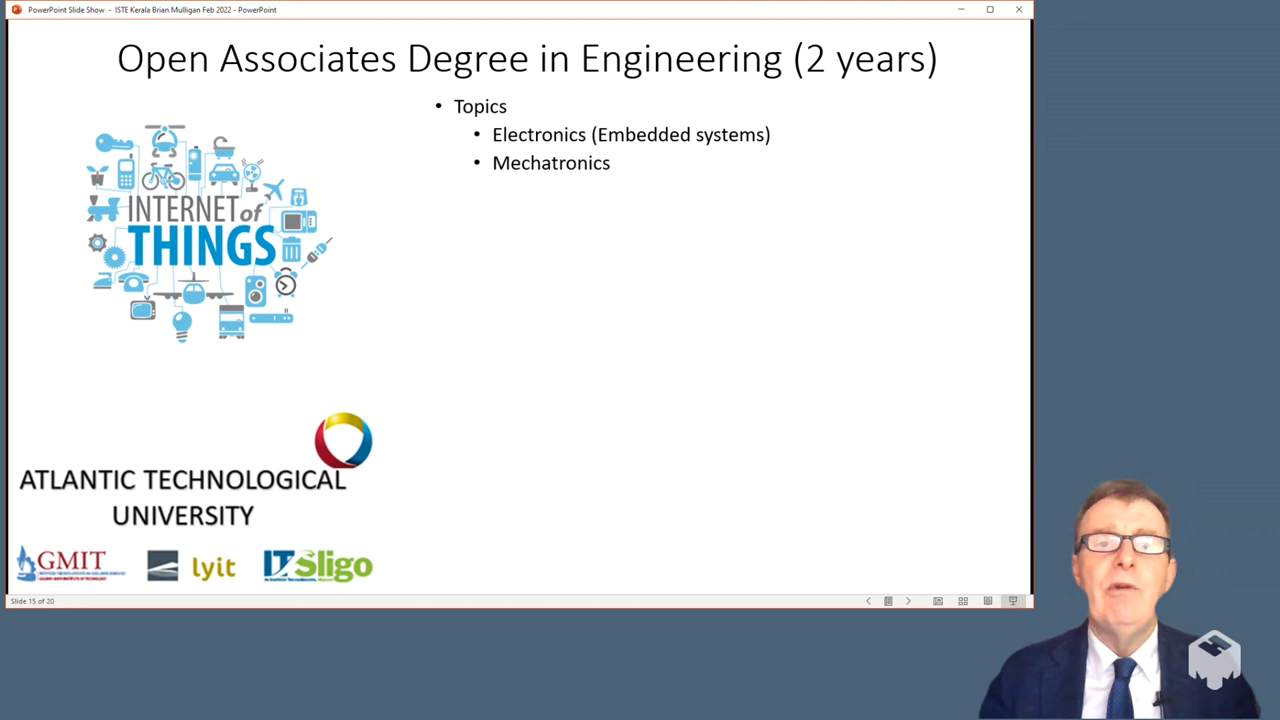 PowerPoint Slide Show - ISTE Kerala Brian Mulligan Feb 2022 - PowerPoint
Open Associates Degree in Engineering (2 years)
• Topics
• Electronics (Embedded systems)
• Mechatronics
INTERNET of
THINGS
ATLANTIC TECHNOLOGICAL
UNIVERSITY
GMIT
lyit
IT Sligo
Slide 15 of 20